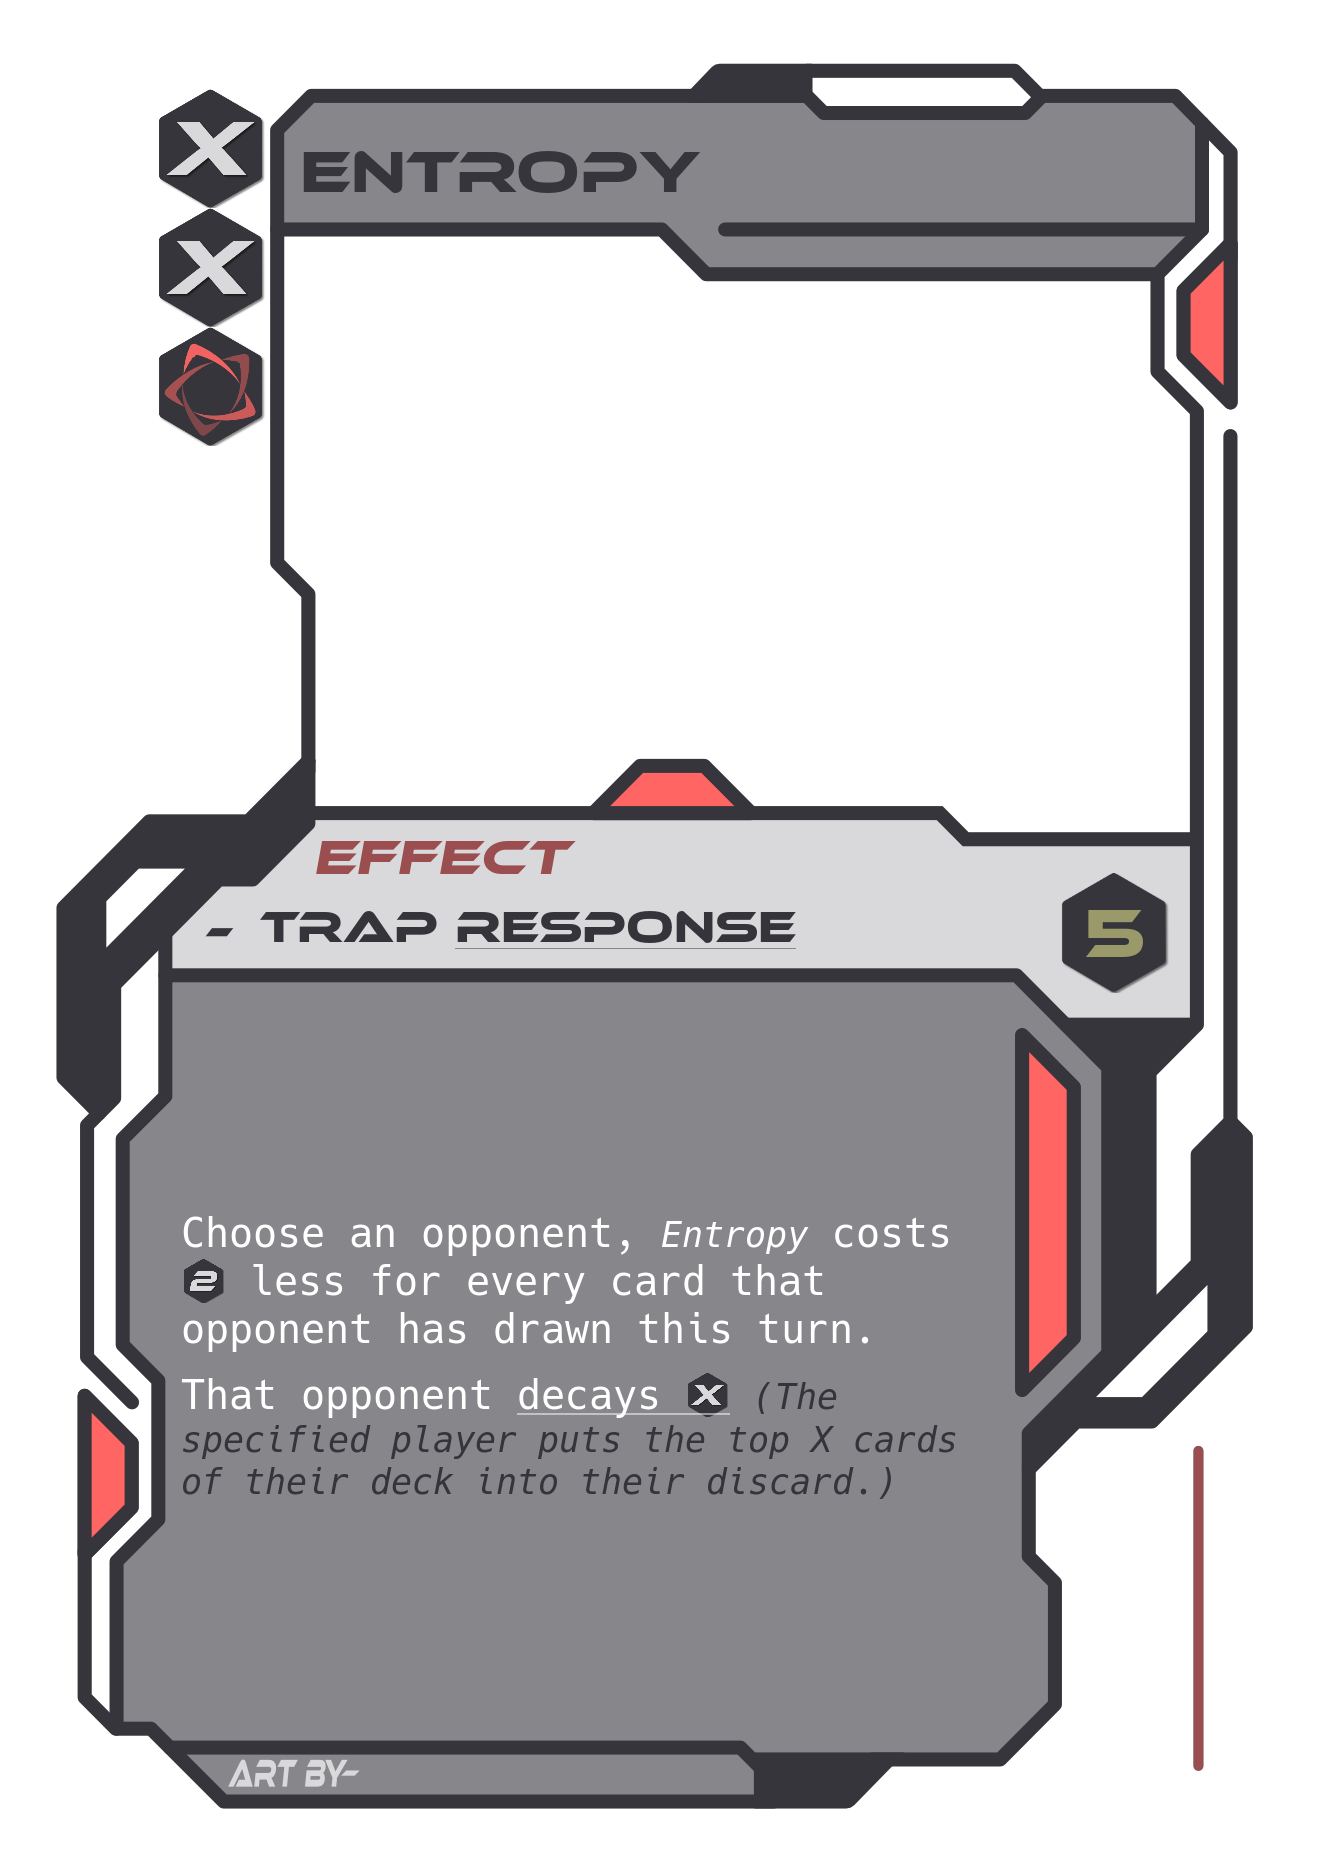 X
ENTROPY
X
EFFECT
- TRAP RESPONSE
5
Choose an opponent, Entropy costs
2 less for every card that
opponent has drawn this turn.
That opponent decays X (The
specified player puts the top X cards
of their deck into their discard.)
ART BY-